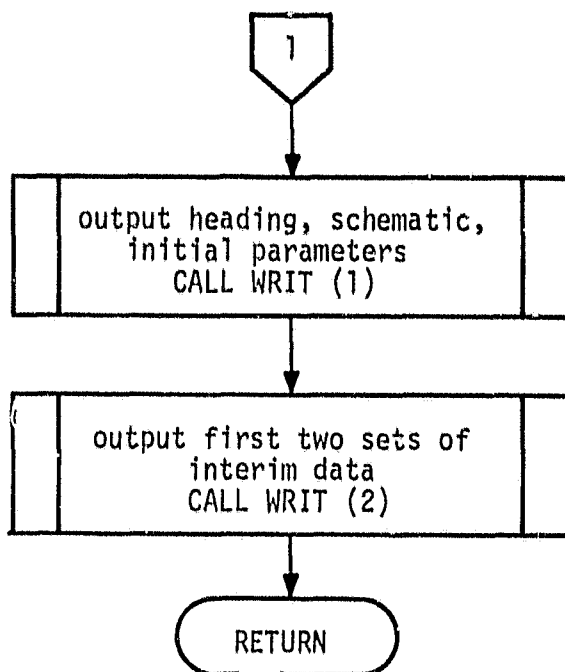 1
output heading, schematic,
initial parameters
CALL WRIT (1)
output first two sets of
interim data
CALL WRIT (2)
RETURN